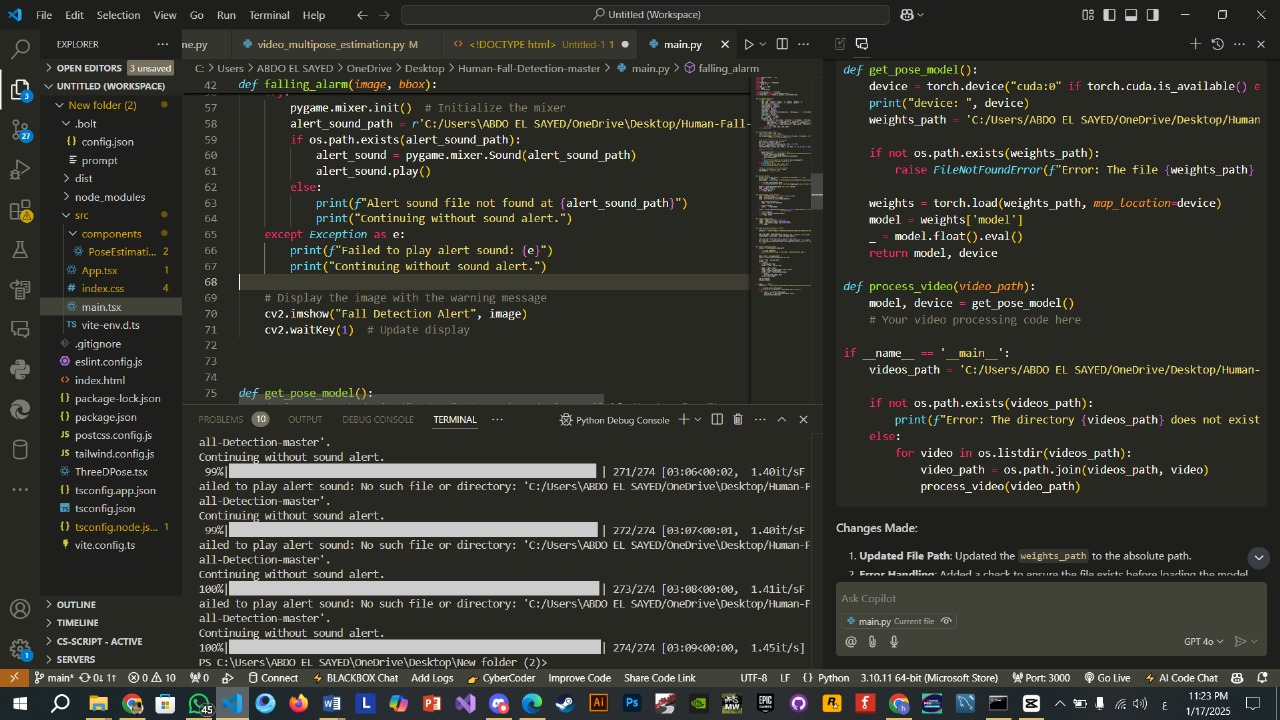 File Edit Selection View Go Run Terminal Help
Untitled (Workspace)
EXPLORER
OPEN EDITORS 3 unsaved
UNTITLED (WORKSPACE)
New folder (2)
.bolt
config.json
prompt
dist
node_modules
src
components
PoseEstimati... 2
App.tsx 1
index.css 4
main.tsx
TS vite-env.d.ts
.gitignore
eslint.config.js
index.html
package-lock.json
package.json
JS postcss.config.js
JS tailwind.config.js
ThreeDPose.tsx
tsconfig.app.json
tsconfig.json
tsconfig.node.js... 1
vite.config.ts
OUTLINE
TIMELINE
CS-SCRIPT - ACTIVE
SERVERS
me.py video_multipose_estimation.py M <!DOCTYPE html> Untitled-1 1 main.py
C: > Users > ABDO EL SAYED > OneDrive > Desktop > Human-Fall-Detection-master > main.py > falling_alarm
42 def falling_alarm(image, bbox):
57 pygame.mixer.init() # Initialize the mixer
58 alert_sound_path = r'C:/Users\ABDO EL SAYED/OneDrive\Desktop/Human-Fall-
59 if os.path.exists(alert_sound_path):
60 alert_sound = pygame.mixer.Sound(alert_sound_path)
61 alert_sound.play()
62 else:
63 print(f"Alert sound file not found at {alert_sound_path}")
64 print("Continuing without sound alert.")
65 except Exception as e:
66 print(f"Failed to play alert sound: {e}")
67 print("Continuing without sound alert.")
68
69 # Display the image with the warning message
70 cv2.imshow("Fall Detection Alert", image)
71 cv2.waitKey(1) # Update display
72
73
74
75 def get_pose_model():
PROBLEMS 10 OUTPUT DEBUG CONSOLE TERMINAL Python Debug Console
all-Detection-master'.
Continuing without sound alert.
99%| | 271/274 [03:06<00:02, 1.40it/sF
ailed to play alert sound: No such file or directory: 'C:/Users/ABDO EL SAYED/OneDrive/Desktop/Human-F
all-Detection-master'.
Continuing without sound alert.
99%| | 272/274 [03:07<00:01, 1.40it/sF
ailed to play alert sound: No such file or directory: 'C:/Users/ABDO EL SAYED/OneDrive/Desktop/Human-F
all-Detection-master'.
Continuing without sound alert.
100%| | 273/274 [03:08<00:00, 1.41it/sF
ailed to play alert sound: No such file or directory: 'C:/Users/ABDO EL SAYED/OneDrive/Desktop/Human-F
all-Detection-master'.
Continuing without sound alert.
100%| | 274/274 [03:09<00:00, 1.45it/s]
PS C:\Users\ABDO EL SAYED\OneDrive\Desktop\New folder (2)>
def get_pose_model():
device = torch.device("cuda:0" if torch.cuda.is_available() e
print("device: ", device)
weights_path = 'C:/Users/ABDO EL SAYED/OneDrive/Desktop/Human
if not os.path.exists(weights_path):
raise FileNotFoundError(f"Error: The file {weights_path}
weights = torch.load(weights_path, map_location=device)
model = weights['model']
_ = model.float().eval()
return model, device
def process_video(video_path):
model, device = get_pose_model()
# Your video processing code here
if __name__ == '__main__':
videos_path = 'C:/Users/ABDO EL SAYED/OneDrive/Desktop/Human-
if not os.path.exists(videos_path):
print(f"Error: The directory {videos_path} does not exist
else:
for video in os.listdir(videos_path):
video_path = os.path.join(videos_path, video)
process_video(video_path)
Changes Made:
1. Updated File Path: Updated the weights_path to the absolute path.
2. Error Handling: Added a check to ensure the file exists before loading the model
Ask Copilot
main.py Current file
GPT 4o
main* 0↓ 1↑ 0 10 0 Connect BLACKBOX Chat Add Logs CyberCoder Improve Code Share Code Link UTF-8 LF Python 3.10.11 64-bit (Microsoft Store) Port: 3000 Go Live AI Code Chat
11:23 PM
1/17/2025